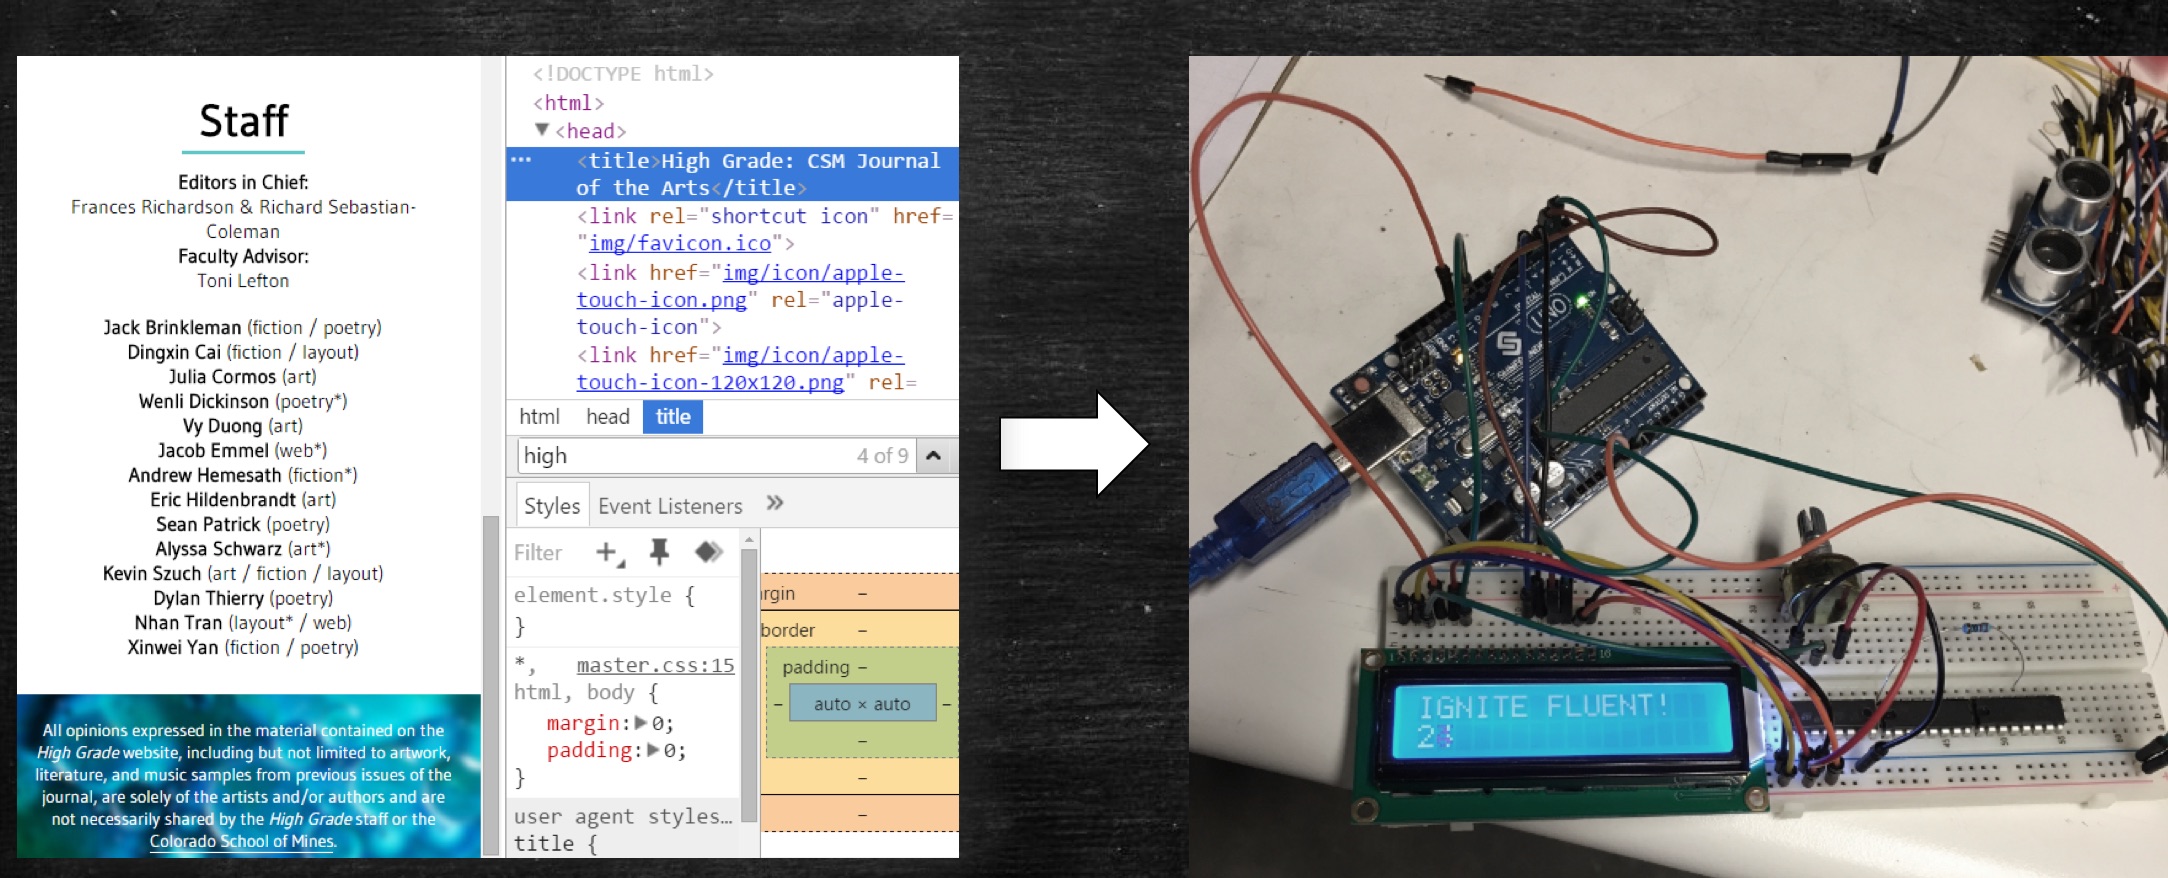 Staff
Editors in Chief:
Frances Richardson & Richard Sebastian-
Coleman
Faculty Advisor:
Toni Lefton
Jack Brinkleman (fiction / poetry)
Dingxin Cai (fiction / layout)
Julia Cormos (art)
Wenli Dickinson (poetry*)
Vy Duong (art)
Jacob Emmel (web*)
Andrew Hemesath (fiction*)
Eric Hildenbrandt (art)
Sean Patrick (poetry)
Alyssa Schwarz (art*)
Kevin Szuch (art / fiction / layout)
Dylan Thierry (poetry)
Nhan Tran (layout* / web)
Xinwei Yan (fiction / poetry)
All opinions expressed in the material contained on the
High Grade website, including but not limited to artwork,
literature, and music samples from previous issues of the
journal, are solely of the artists and/or authors and are
not necessarily shared by the High Grade staff or the
Colorado School of Mines.
<!DOCTYPE html>
<html>
▼<head>
<title>High Grade: CSM Journal
of the Arts</title>
<link rel="shortcut icon" href=
"img/favicon.ico">
<link href="img/icon/apple-
touch-icon.png" rel="apple-
touch-icon">
<link href="img/icon/apple-
touch-icon-120x120.png" rel=
html head title
high 4 of 9
Styles Event Listeners »
Filter
element.style {
}
*, master.css:15
html, body {
margin:▶0;
padding:▶0;
}
user agent styles…
title {
rgin –
border –
padding –
– auto × auto –
–
–
–
UNO
IGNITE FLUENT!
16